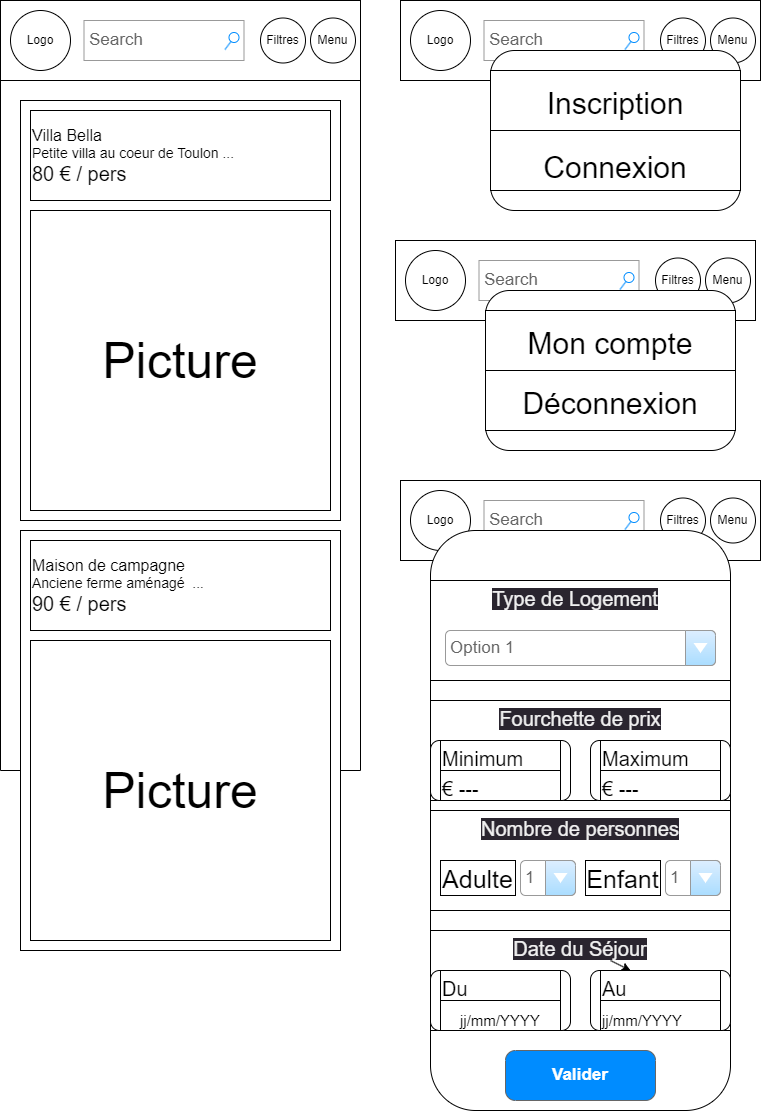 Logo
Search
Filtres
Menu
Villa Bella
Petite villa au coeur de Toulon ...
80 € / pers
Picture
Maison de campagne
Anciene ferme aménagé ...
90 € / pers
Picture
Logo
Search
Filtres
Menu
Inscription
Connexion
Logo
Search
Filtres
Menu
Mon compte
Déconnexion
Logo
Search
Filtres
Menu
Type de Logement
Option 1
Fourchette de prix
Minimum
€ ---
Maximum
€ ---
Nombre de personnes
Adulte
1
Enfant
1
Date du Séjour
Du
jj/mm/YYYY
Au
jj/mm/YYYY
Valider